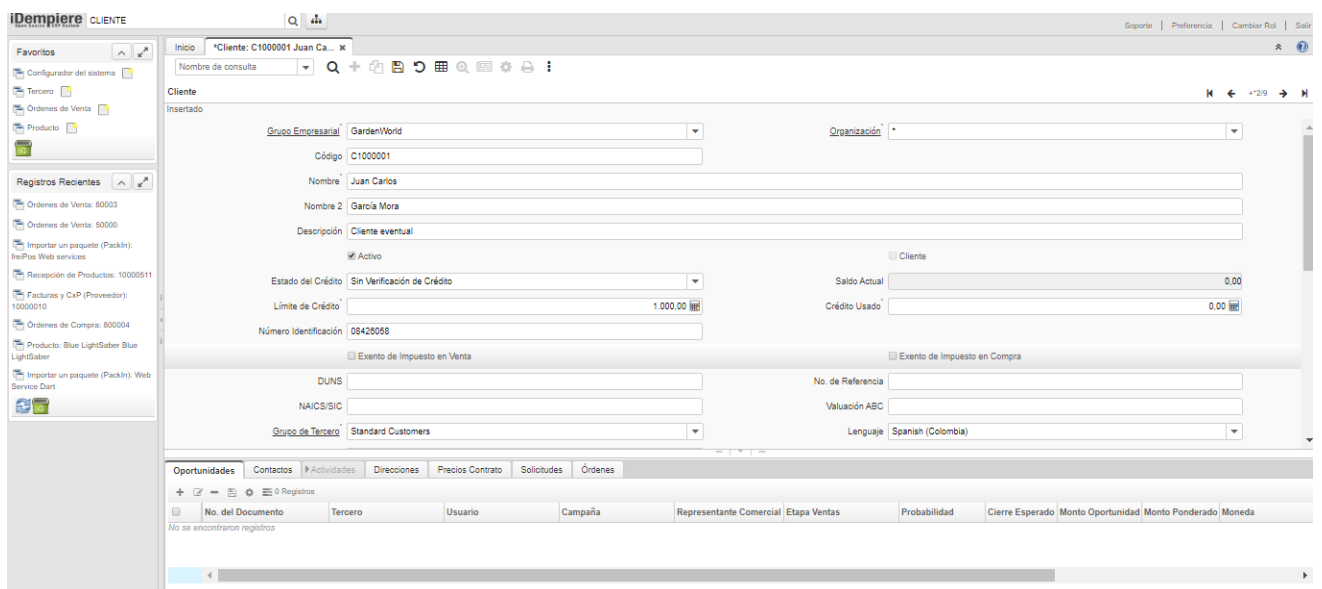 iDempiere CLIENTE
Soporte | Preferencia | Cambiar Rol | Salir
Favoritos
Configurador del sistema
Tercero
Órdenes de Venta
Producto
Registros Recientes
Órdenes de Venta: 80003
Órdenes de Venta: 50000
Importar un paquete (PackIn):
freiPos Web services
Recepción de Productos: 10000511
Facturas y CxP (Proveedor):
10000010
Órdenes de Compra: 800004
Producto: Blue LightSaber Blue
LightSaber
Importar un paquete (PackIn): Web
Service Dart
Inicio *Cliente: C1000001 Juan Ca... x
Nombre de consulta
Cliente +*2/9
Insertado
Grupo Empresarial* GardenWorld Organización* *
Código C1000001
Nombre* Juan Carlos
Nombre 2 García Mora
Descripción Cliente eventual
Activo Cliente
Estado del Crédito Sin Verificación de Crédito Saldo Actual 0,00
Límite de Crédito* 1.000,00 Crédito Usado* 0,00
Número Identificación 08426058
Exento de Impuesto en Venta Exento de Impuesto en Compra
DUNS No. de Referencia
NAICS/SIC Valuación ABC
Grupo de Tercero* Standard Customers Lenguaje Spanish (Colombia)
Oportunidades Contactos Actividades Direcciones Precios Contrato Solicitudes Órdenes
0 Registros
No. del Documento Tercero Usuario Campaña Representante Comercial Etapa Ventas Probabilidad Cierre Esperado Monto Oportunidad Monto Ponderado Moneda
No se encontraron registros